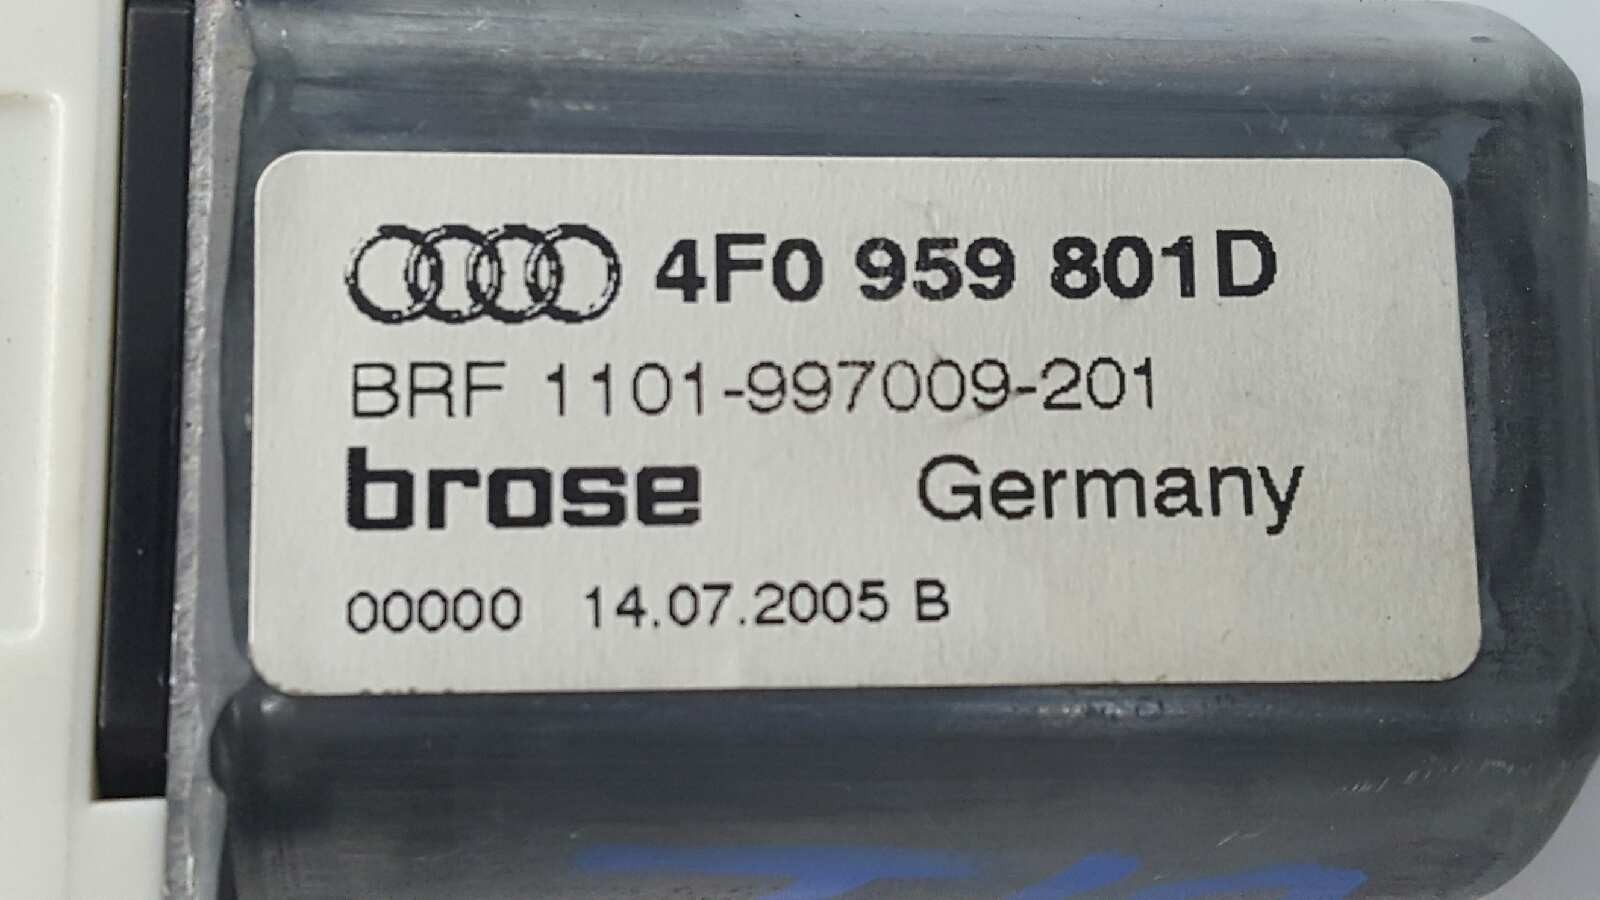 4F0 959 801D
BRF 1101-997009-201
brose Germany
00000 14.07.2005 B